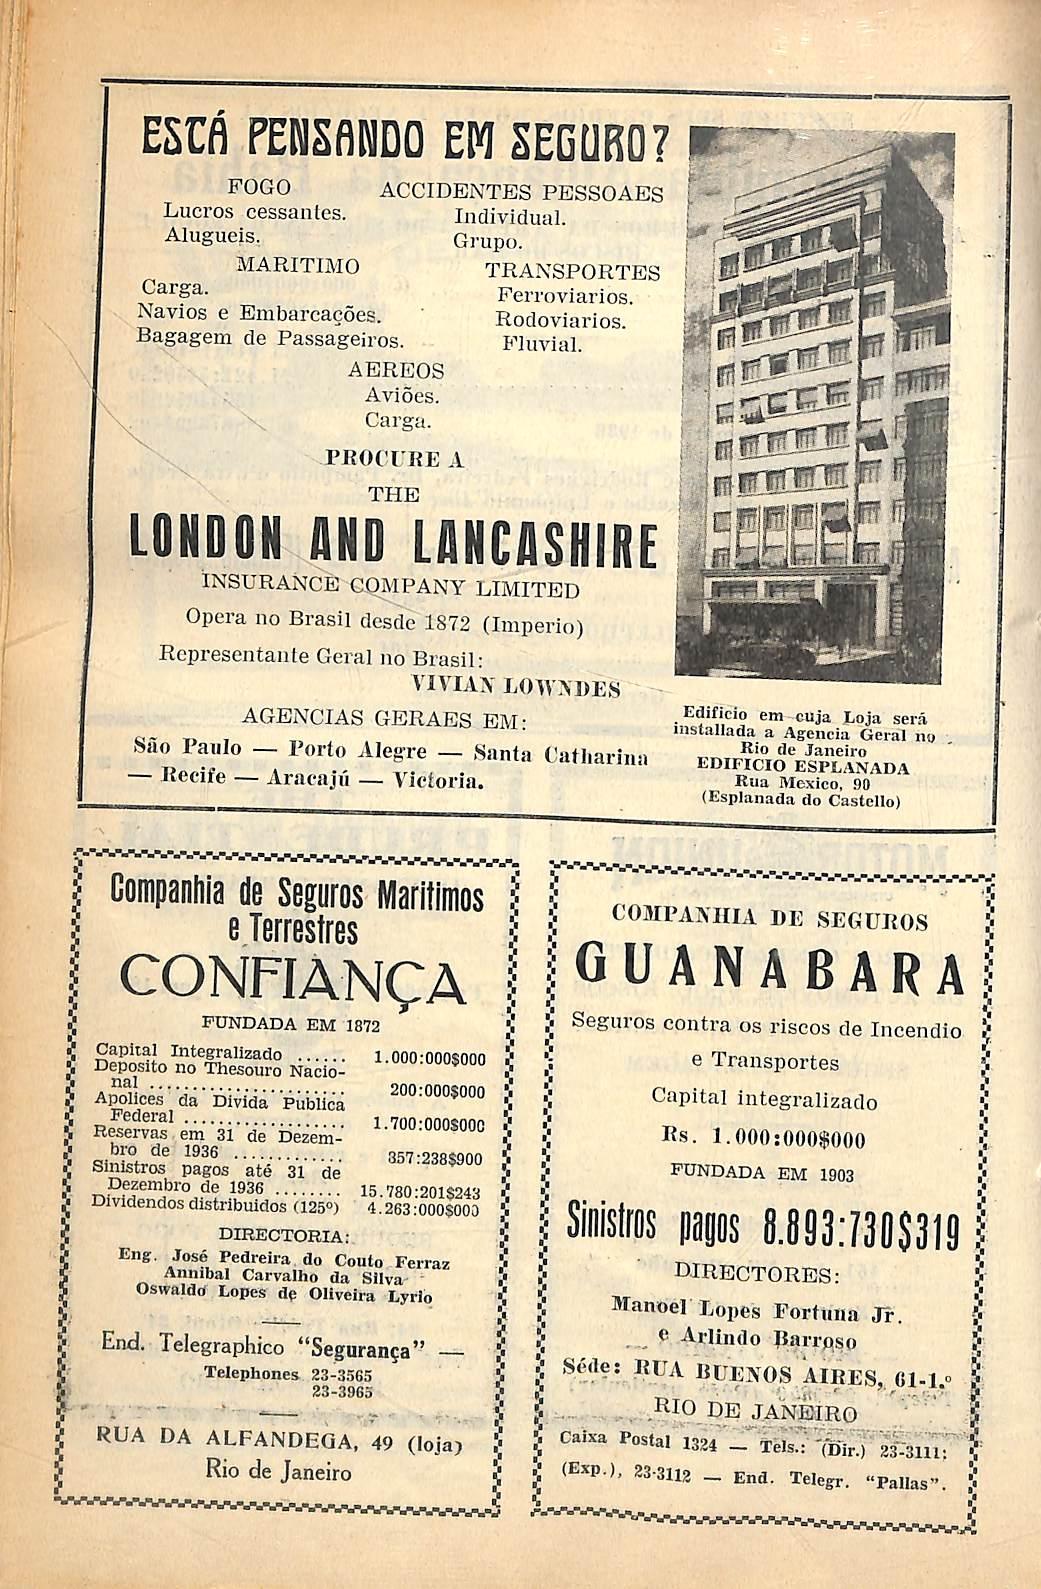 ESTÁ PENSANDO EM SEGURO?
FOGO
Lucros cessantes.
Alugueis.
ACCIDENTES PESSOAES
Individual.
Grupo.
MARITIMO
Carga.
Navios e Embarcações.
Bagagem de Passageiros.
TRANSPORTES
Ferroviarios.
Rodoviarios.
Fluvial.
AEREOS
Aviões.
Carga.
PROCURE A
THE
LONDON AND LANCASHIRE
INSURANCE COMPANY LIMITED
Opera no Brasil desde 1872 (Imperio)
Representante Geral no Brasil:
VIVIAN LOWNDES
AGENCIAS GERAES EM:
São Paulo — Porto Alegre — Santa Catharina
— Recife — Aracajú — Victoria.
Edificio em cuja Loja será
installada a Agencia Geral no
Rio de Janeiro
EDIFICIO ESPLANADA
Rua Mexico, 90
(Esplanada do Castello)
Companhia de Seguros Maritimos
e Terrestres
CONFIANÇA
FUNDADA EM 1872
Capital Integralizado ...... 1.000:000$000
Deposito no Thesouro Nacio-
nal ...................... 200:000$000
Apolices da Divida Publica
Federal ................... 1.700:000$000
Reservas em 31 de Dezem-
bro de 1936 ............. 357:238$900
Sinistros pagos até 31 de
Dezembro de 1936 ........ 15.780:201$243
Dividendos distribuidos (125º) 4.263:000$000
DIRECTORIA:
Eng. José Pedreira do Couto Ferraz
Annibal Carvalho da Silva
Oswaldo Lopes de Oliveira Lyrio
End. Telegraphico "Segurança" —
Telephones 23-3565
23-3965
RUA DA ALFANDEGA, 49 (loja)
Rio de Janeiro
COMPANHIA DE SEGUROS
GUANABARA
Seguros contra os riscos de Incendio
e Transportes
Capital integralizado
Rs. 1.000:000$000
FUNDADA EM 1903
Sinistros pagos 8.893:730$319
DIRECTORES:
Manoel Lopes Fortuna Jr.
e Arlindo Barroso
Séde: RUA BUENOS AIRES, 61-1.º
RIO DE JANEIRO
Caixa Postal 1324 — Tels.: (Dir.) 23-3111;
(Exp.), 23-3112 — End. Telegr. "Pallas".